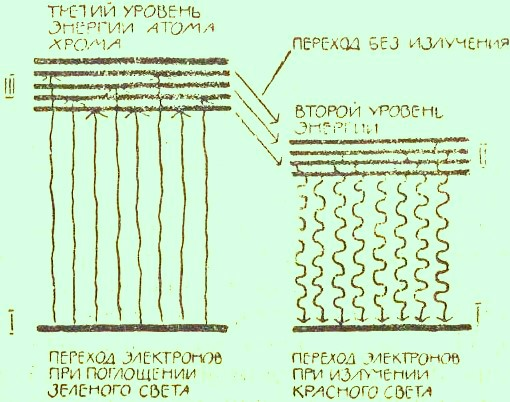 ТРЕТИЙ УРОВЕНЬ
ЭНЕРГИИ АТОМА
ХРОМА
ПЕРЕХОД БЕЗ ИЗЛУЧЕНИЯ
III
ВТОРОЙ УРОВЕНЬ
ЭНЕРГИИ
II
I
I
ПЕРЕХОД ЭЛЕКТРОНОВ
ПРИ ПОГЛОЩЕНИИ
ЗЕЛЕНОГО СВЕТА
ПЕРЕХОД ЭЛЕКТРОНОВ
ПРИ ИЗЛУЧЕНИИ
КРАСНОГО СВЕТА